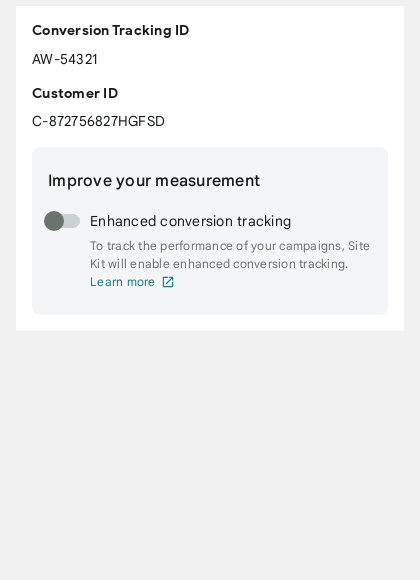 Conversion Tracking ID
AW-54321
Customer ID
C-872756827HGFSD
Improve your measurement
Enhanced conversion tracking
To track the performance of your campaigns, Site
Kit will enable enhanced conversion tracking.
Learn more